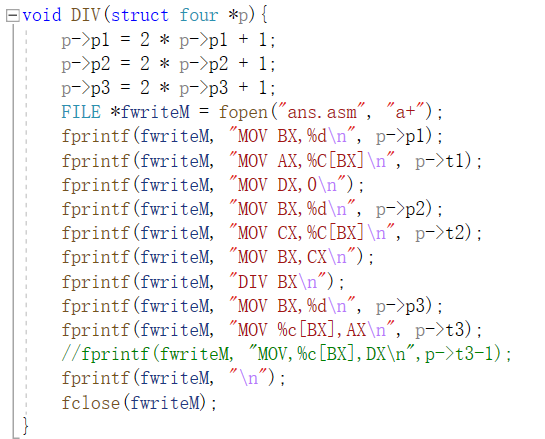 void DIV(struct four *p){
p->p1 = 2 * p->p1 + 1;
p->p2 = 2 * p->p2 + 1;
p->p3 = 2 * p->p3 + 1;
FILE *fwriteM = fopen("ans.asm", "a+");
fprintf(fwriteM, "MOV BX,%d\n", p->p1);
fprintf(fwriteM, "MOV AX,%C[BX]\n", p->t1);
fprintf(fwriteM, "MOV DX,0\n");
fprintf(fwriteM, "MOV BX,%d\n", p->p2);
fprintf(fwriteM, "MOV CX,%C[BX]\n", p->t2);
fprintf(fwriteM, "MOV BX,CX\n");
fprintf(fwriteM, "DIV BX\n");
fprintf(fwriteM, "MOV BX,%d\n", p->p3);
fprintf(fwriteM, "MOV %c[BX],AX\n", p->t3);
//fprintf(fwriteM, "MOV,%c[BX],DX\n",p->t3-1);
fprintf(fwriteM, "\n");
fclose(fwriteM);
}